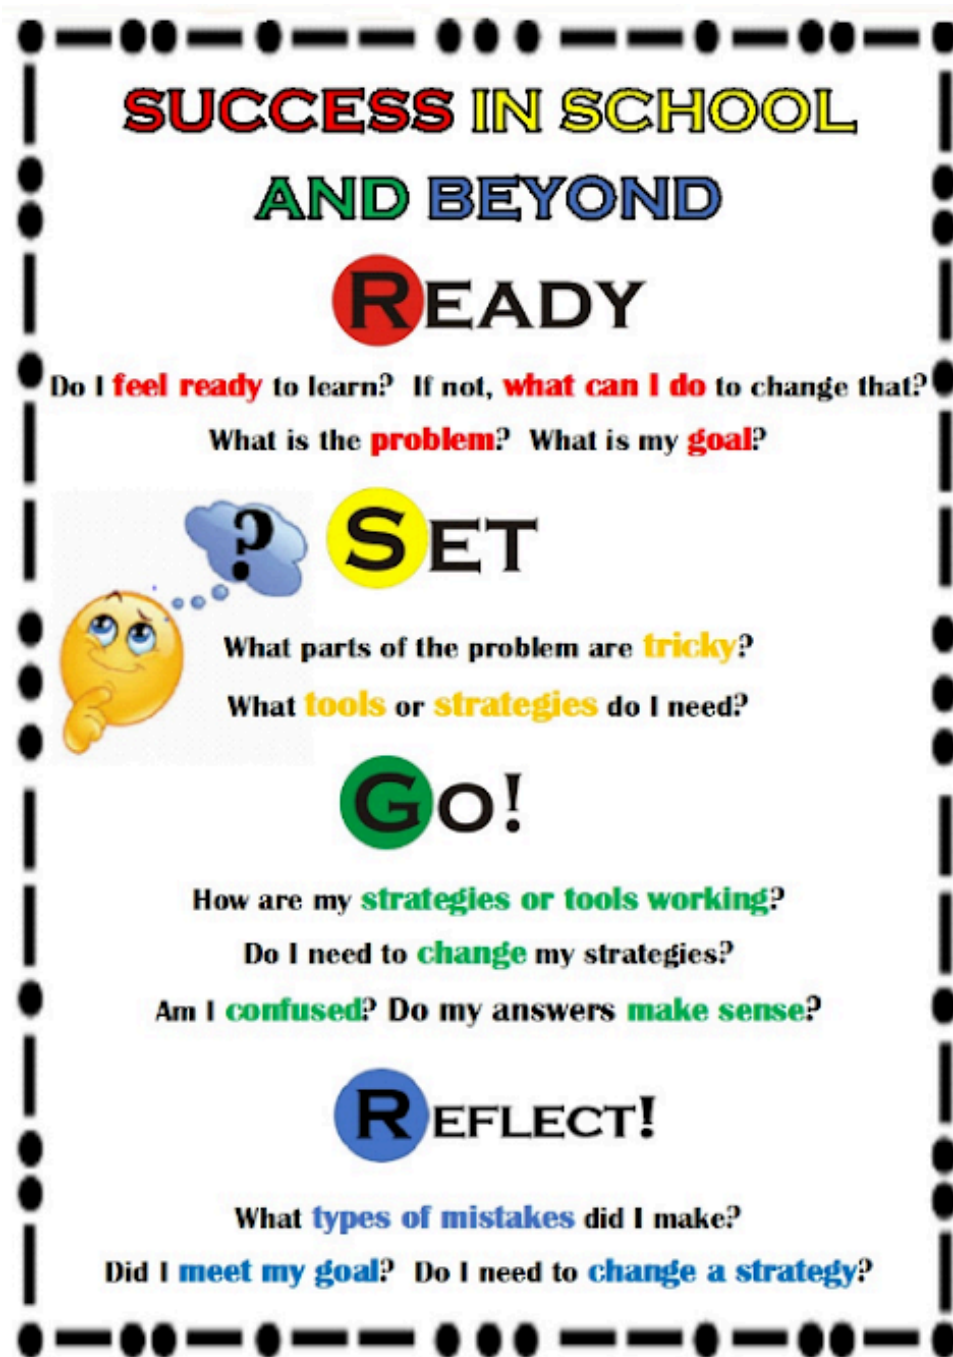 SUCCESS IN SCHOOL
AND BEYOND
READY
Do I feel ready to learn? If not, what can I do to change that?
What is the problem? What is my goal?
?
SET
What parts of the problem are tricky?
What tools or strategies do I need?
GO!
How are my strategies or tools working?
Do I need to change my strategies?
Am I confused? Do my answers make sense?
REFLECT!
What types of mistakes did I make?
Did I meet my goal? Do I need to change a strategy?